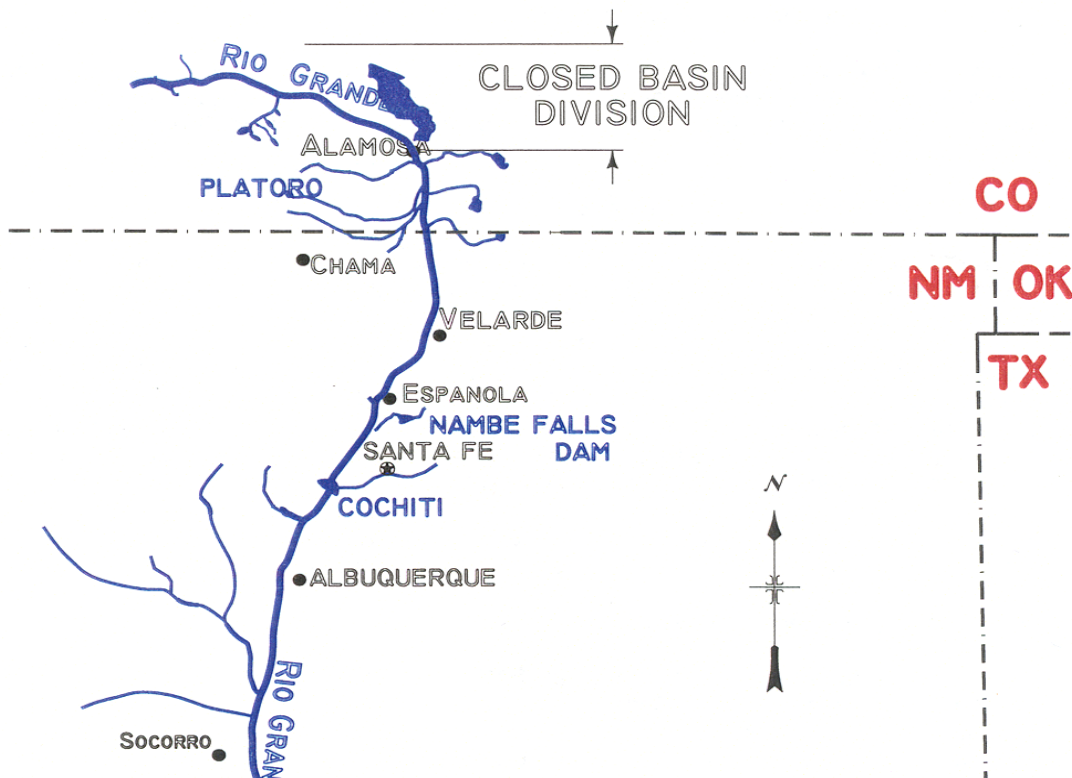 RIO GRANDE
CLOSED BASIN
DIVISION
ALAMOSA
PLATORO
CO
CHAMA
NM
OK
VELARDE
TX
ESPANOLA
NAMBE FALLS
DAM
SANTA FE
N
COCHITI
ALBUQUERQUE
RIO GRAN
SOCORRO